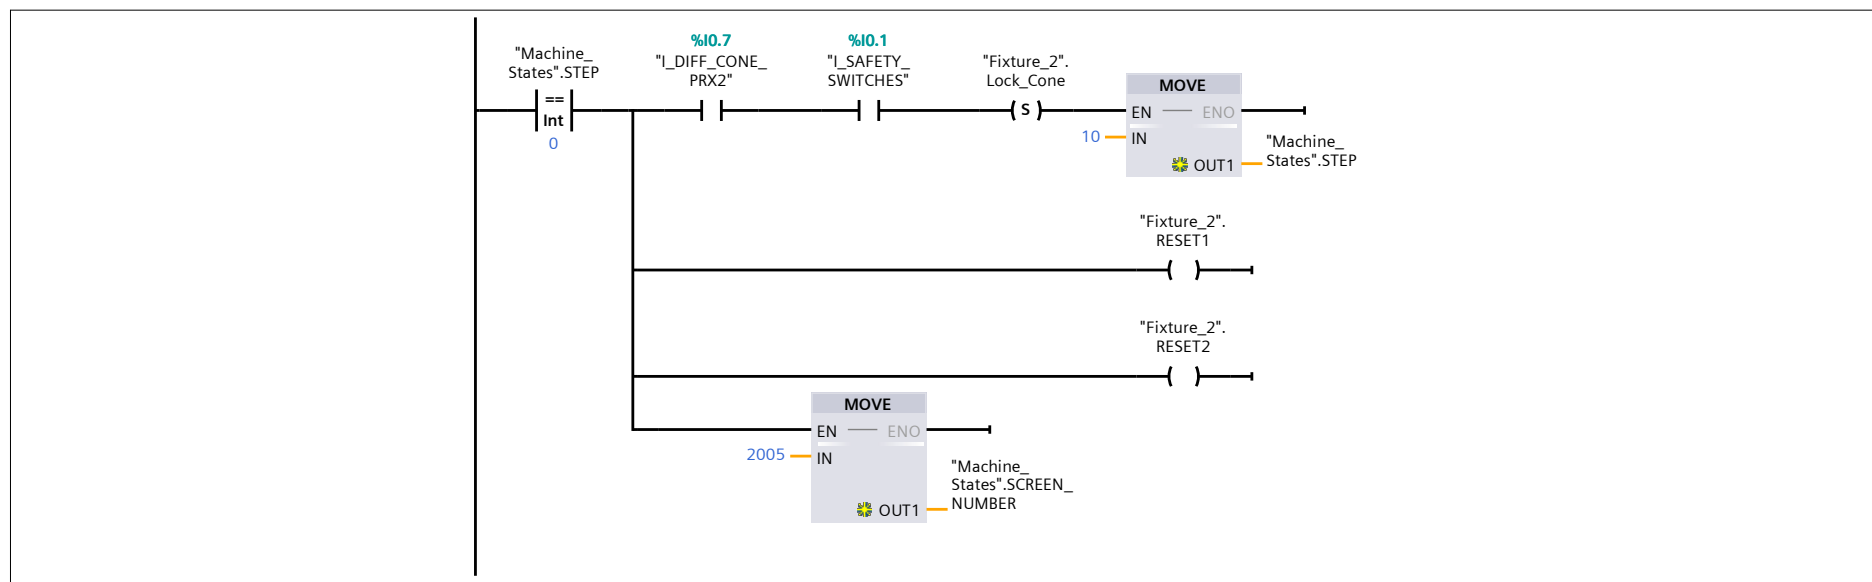 "Machine_
States".STEP
==
Int
0
%I0.7
"I_DIFF_CONE_
PRX2"
%I0.1
"I_SAFETY_
SWITCHES"
"Fixture_2".
Lock_Cone
S
MOVE
EN
ENO
10
IN
OUT1
"Machine_
States".STEP
"Fixture_2".
RESET1
"Fixture_2".
RESET2
MOVE
EN
ENO
2005
IN
OUT1
"Machine_
States".SCREEN_
NUMBER